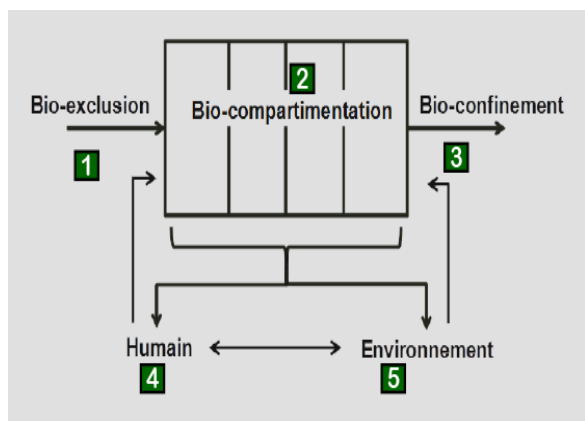 2
Bio-exclusion
Bio-compartimentation
Bio-confinement
1
3
Humain
Environnement
4
5